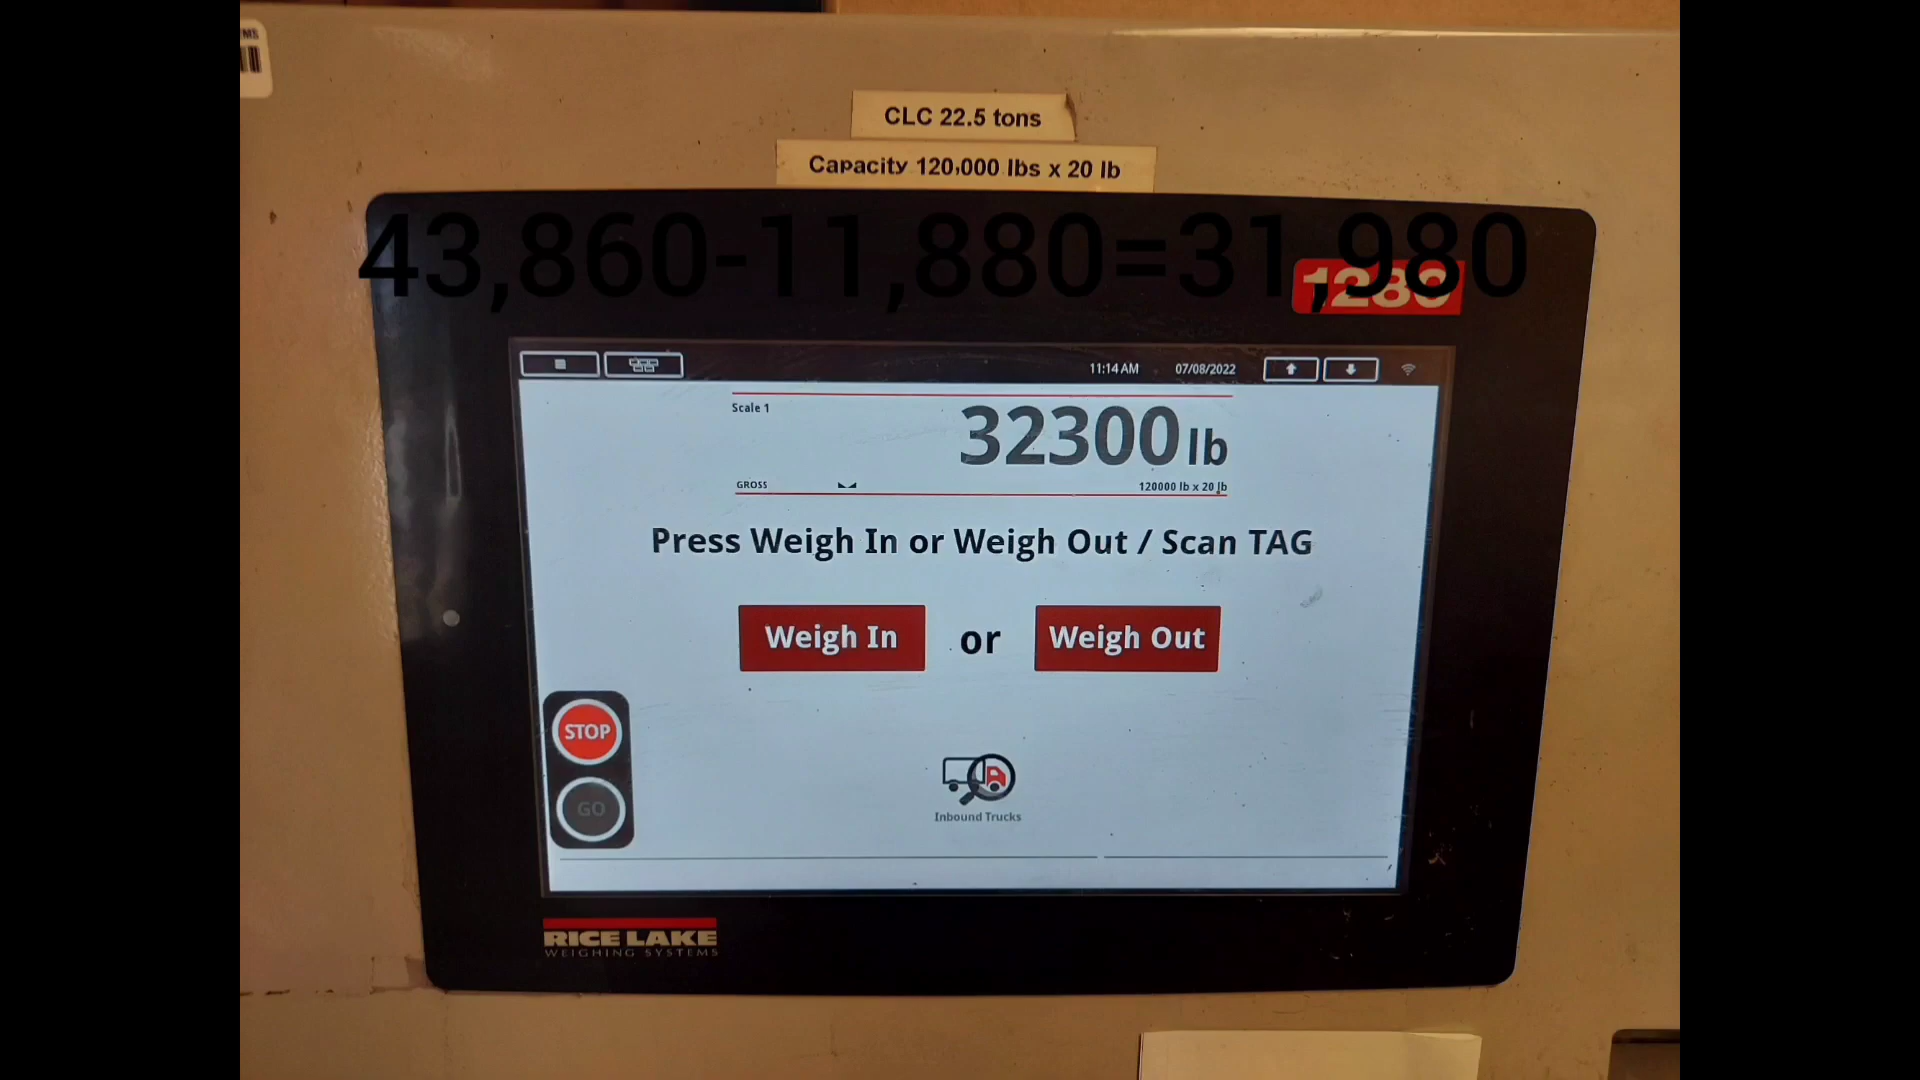 MS
CLC 22.5 tons
Capacity 120,000 lbs x 20 lb
43,860-11,880=31,980
1280
11:14 AM 07/08/2022
Scale 1
32300 lb
GROSS
120000 lb x 20 lb
Press Weigh In or Weigh Out / Scan TAG
Weigh In or Weigh Out
STOP
GO
Inbound Trucks
RICE LAKE
WEIGHING SYSTEMS